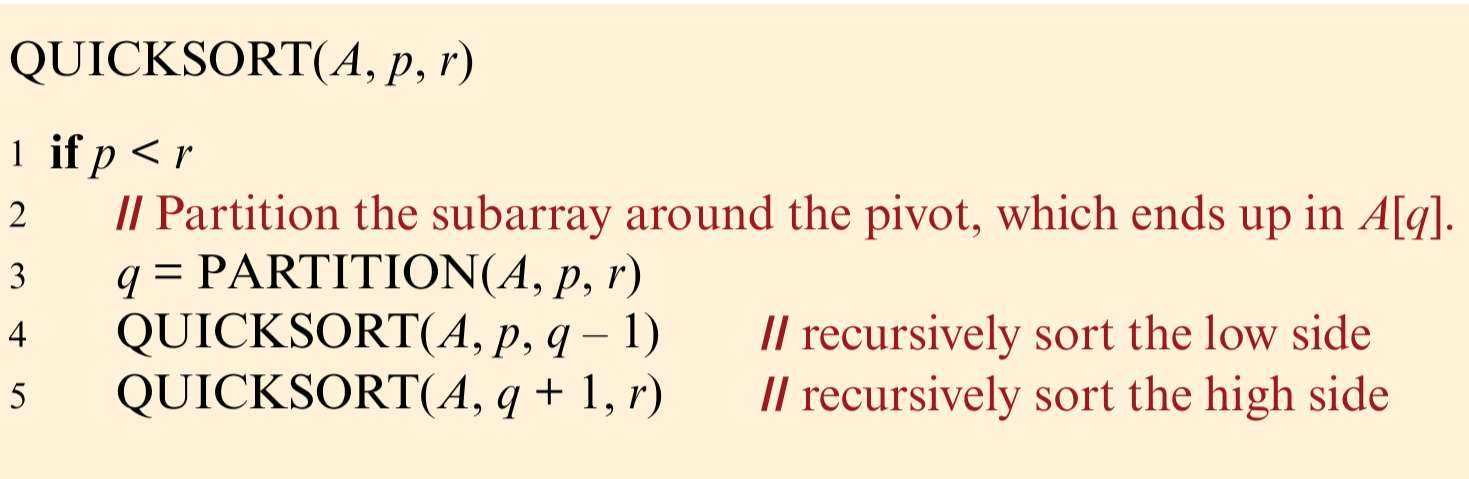 QUICKSORT(A, p, r)
1 if p < r
2 // Partition the subarray around the pivot, which ends up in A[q].
3 q = PARTITION(A, p, r)
4 QUICKSORT(A, p, q – 1) // recursively sort the low side
5 QUICKSORT(A, q + 1, r) // recursively sort the high side